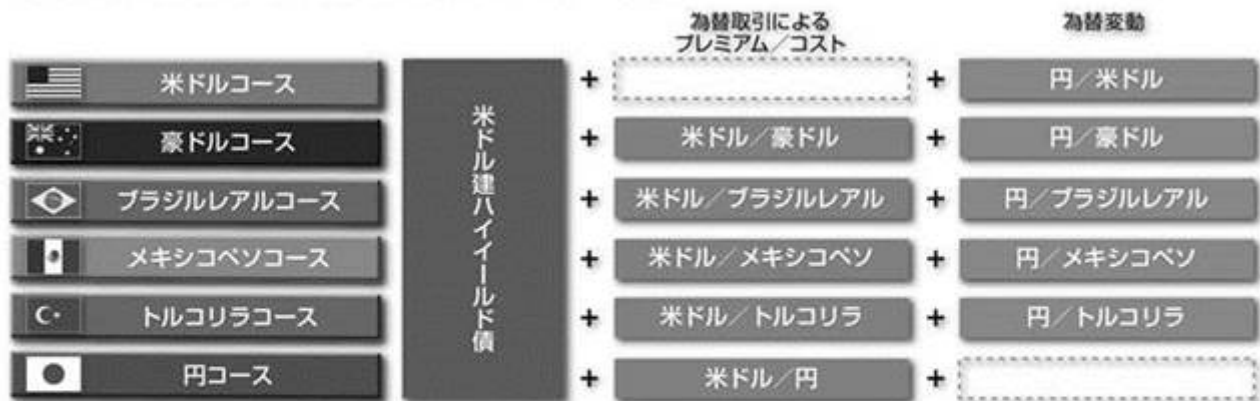 為替取引による
プレミアム／コスト
為替変動
米ドルコース
米ドル建ハイイールド債
+
+
円／米ドル
豪ドルコース
+
米ドル／豪ドル
+
円／豪ドル
ブラジルレアルコース
+
米ドル／ブラジルレアル
+
円／ブラジルレアル
メキシコペソコース
+
米ドル／メキシコペソ
+
円／メキシコペソ
トルコリラコース
+
米ドル／トルコリラ
+
円／トルコリラ
円コース
+
米ドル／円
+